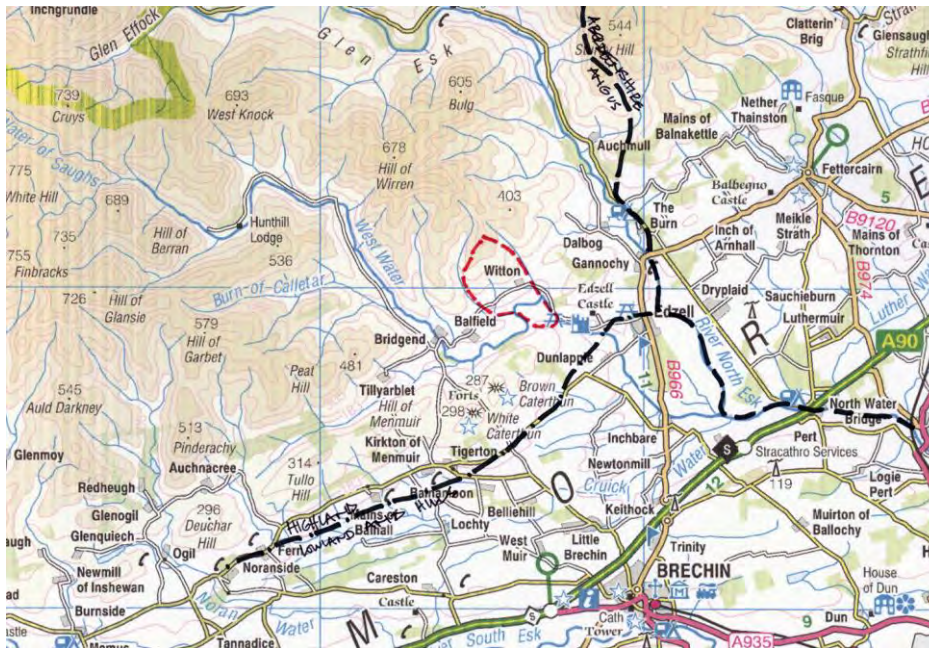 Inchgrundle
Glen Effock
Glen
Esk
544
ABERDEENSHIRE
ANGUS
Clatterin'
Brig
Glensaugh
Strathfi
Hill
739
Cruys
693
West Knock
605
Bulg
Nether
Thainston
Fasque
Mains of
Balnakettle
Auchmull
Water of Saughs
678
Hill of
Wirren
Fettercairn
775
White Hill
689
Hill of
Berran
Hunthill
Lodge
West Water
403
Balbegno
Castle
The
Burn
5
E
B9120
Meikle
Strath
Inch of
Arnhall
Mains of
Thornton
Dalbog
Gannochy
735
755
Finbracks
536
Burn of Calletar
Witton
Edzell
Castle
Edzell
Dryplaid
B974
Sauchieburn
Luthermuir
Luther Wa
726
Hill of
Glansie
579
Hill of
Garbet
Balfield
Bridgend
R
A90
Dunlappie
River North Esk
11
B966
Peat
Hill
481
Tillyarblet
287
Forts
298
Brown
Caterthun
White
Caterthun
Hill of
Menmuir
545
Auld Darkney
513
Pinderachy
North Water
Bridge
Kirkton of
Menmuir
Tigerton
Inchbare
Newtonmill
Pert
Stracathro Services
S
119
Logie
Pert
Glenmoy
Auchnacree
314
Tullo
Hill
Redheugh
Glenogil
296
Deuchar
Hill
Glenquiech
Ogil
Water
Cruick
12
Keithock
Muirton of
Ballochy
HIGHLAND
LOWLAND AND HILLS
Belliehill
Lochty
O
West
Muir
Little
Brechin
Trinity
BRECHIN
Fern
Noranside
Newmill
of Inshewan
Burnside
Noran
Water
Careston
Castle
House
of Dun
Cath
Tower
9
Dun
A935
Tannadice
M
South Esk